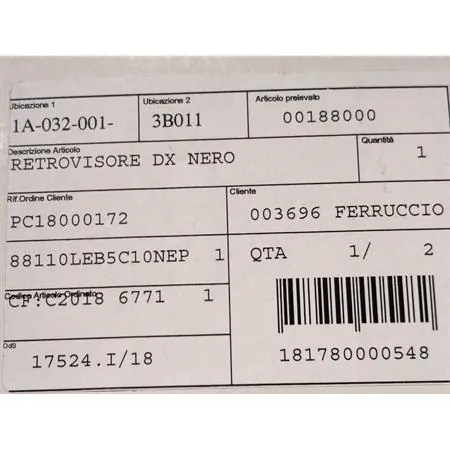 Ubicazione 1 Ubicazione 2 Articolo prelevato
1A-032-001- 3B011 00188000
Descrizione Articolo Quantità
RETROVISORE DX NERO 1
Rif.Ordine Cliente Cliente
PC18000172 003696 FERRUCCIO
88110LEB5C10NEP 1 QTA 1/ 2
Codice Articolo Ordinato
CF:C2018 6771 1
OdS
17524.I/18 181780000548